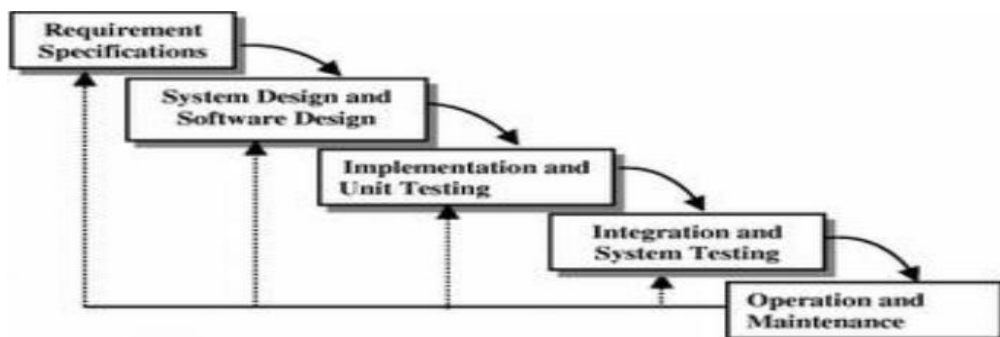 Requirement
Specifications
System Design and
Software Design
Implementation and
Unit Testing
Integration and
System Testing
Operation and
Maintenance